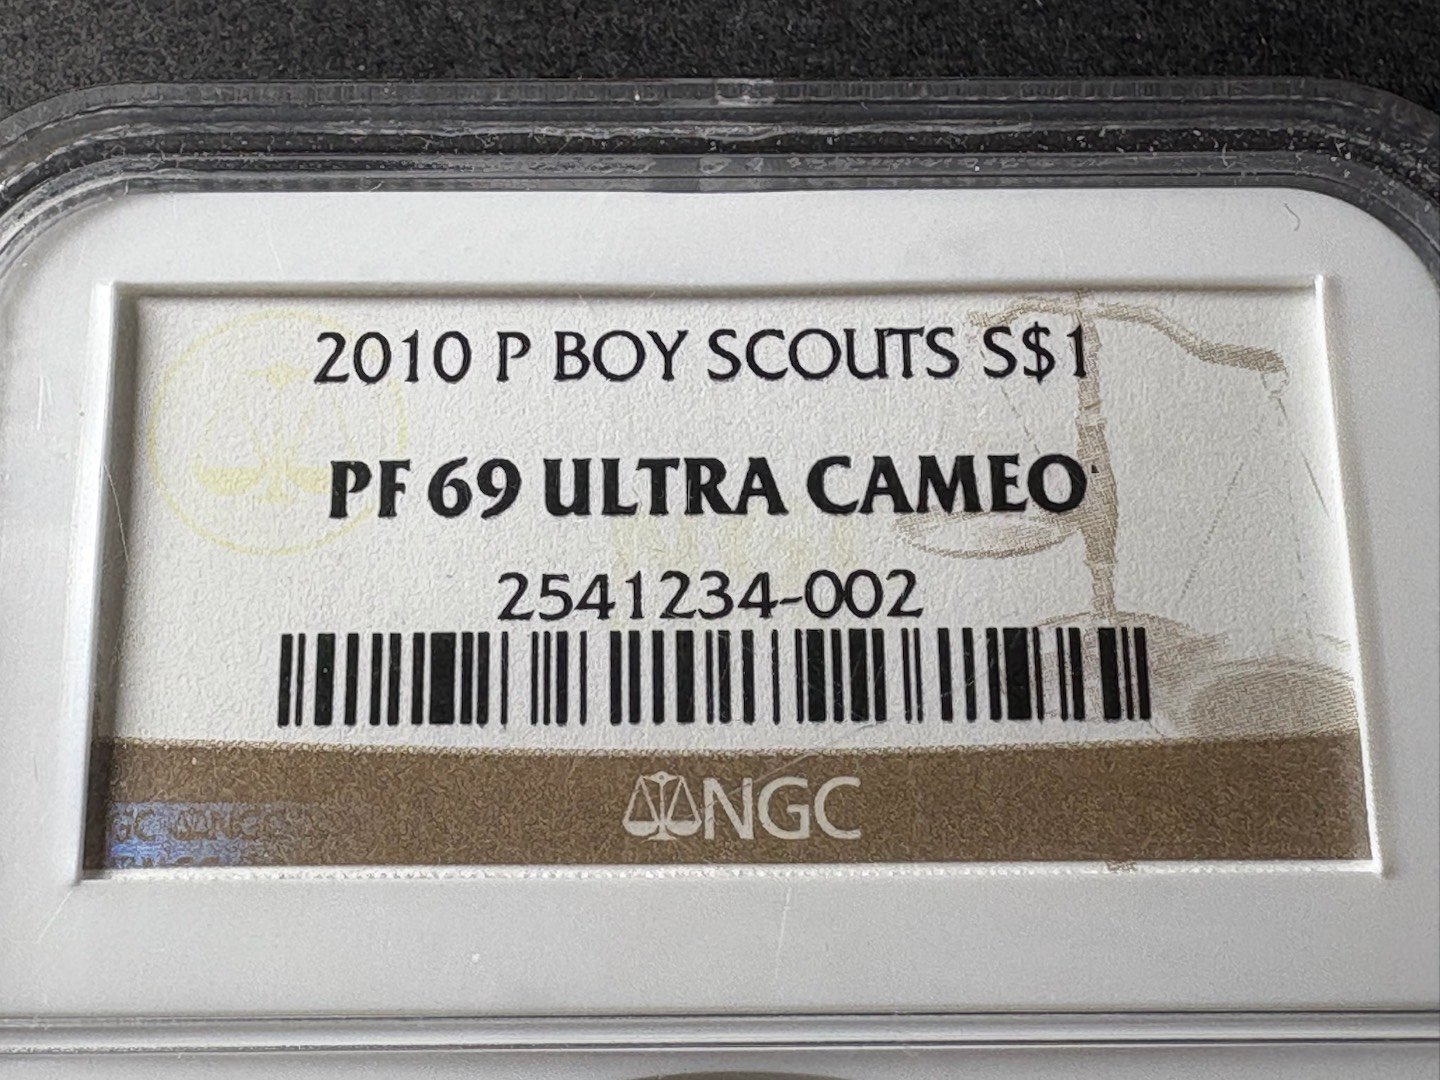 2010 P BOY SCOUTS S$1
PF 69 ULTRA CAMEO
2541234-002
NGC